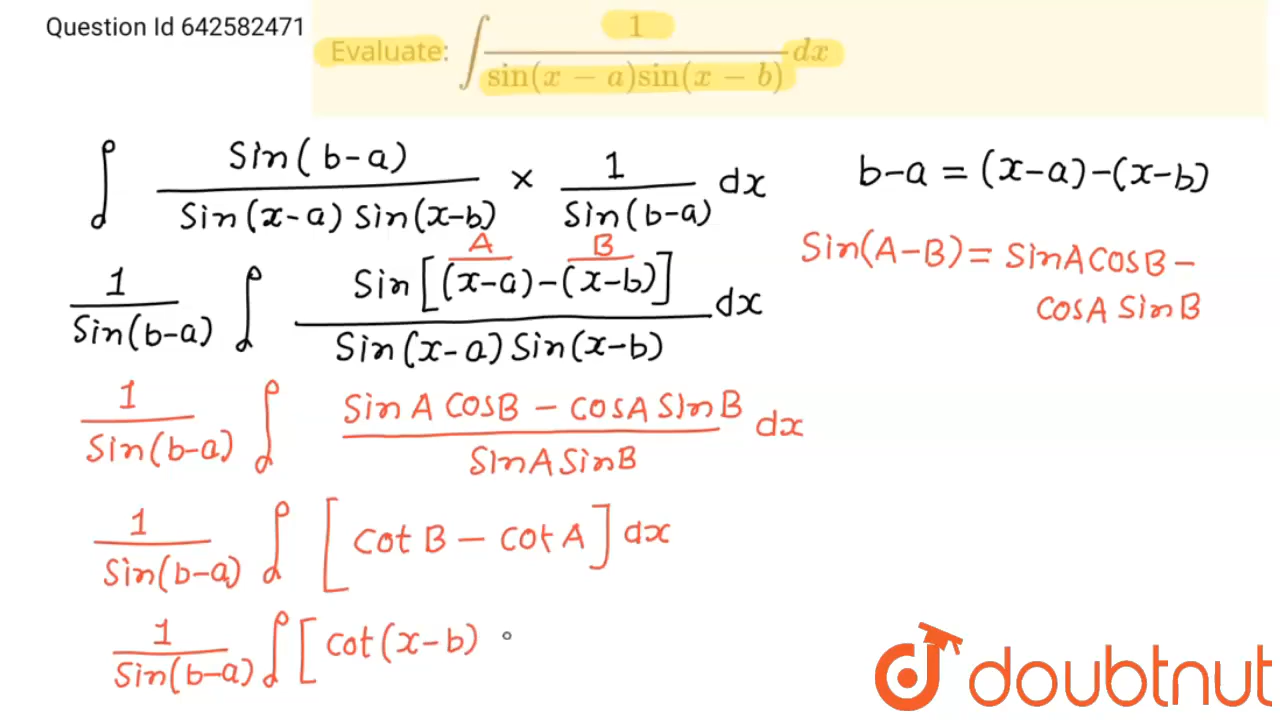 Question Id 642582471
Evaluate: ∫ 1/(sin(x − a)sin(x − b)) dx
∫ Sin(b-a)/(Sin(x-a) Sin(x-b)) × 1/Sin(b-a) dx
b-a = (x-a)-(x-b)
Sin(A-B) = SinA CosB -
CosA SinB
A B
1/Sin(b-a) ∫ Sin[(x-a)-(x-b)]/(Sin(x-a) Sin(x-b)) dx
1/Sin(b-a) ∫ (SinA CosB - CosA SinB)/(SinA SinB) dx
1/Sin(b-a) ∫ [Cot B - Cot A] dx
1/Sin(b-a) ∫ [Cot(x-b)
doubtnut